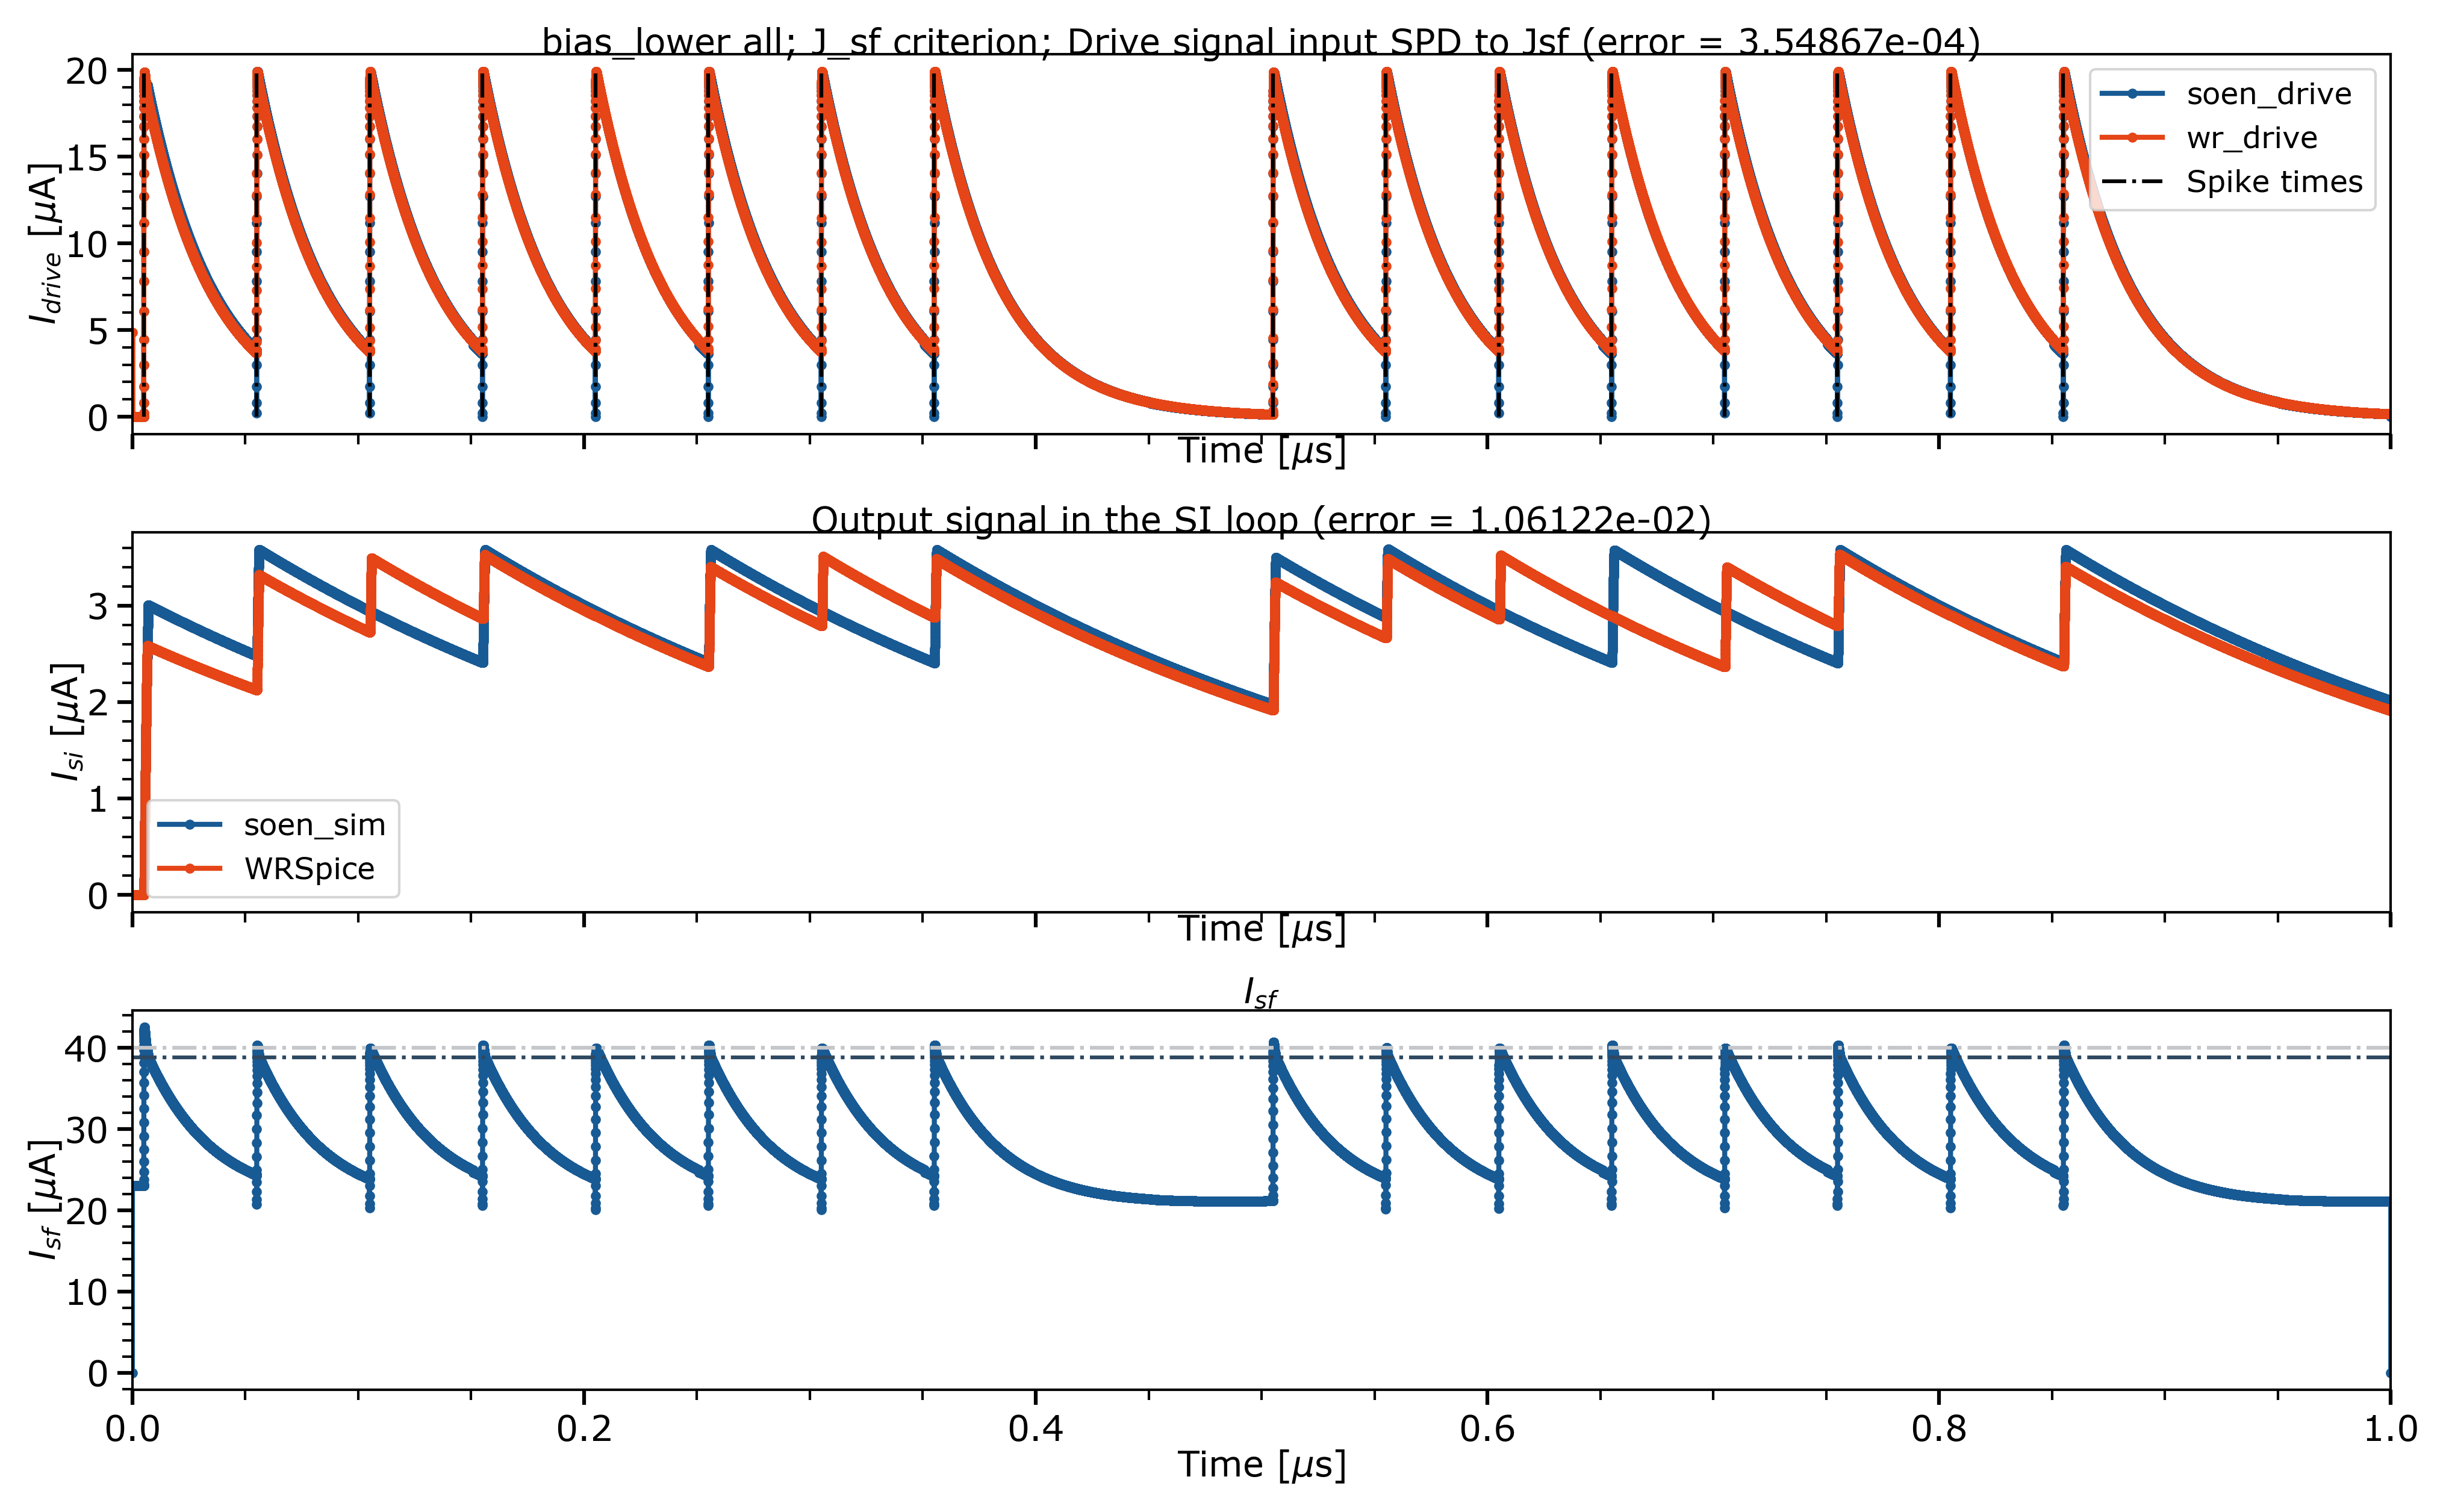 bias_lower all; J_sf criterion; Drive signal input SPD to Jsf (error = 3.54867e-04)
20
15
10
5
0
I_drive [μA]
soen_drive
wr_drive
Spike times
Time [μs]
Output signal in the SI loop (error = 1.06122e-02)
3
2
1
0
I_si [μA]
soen_sim
WRSpice
Time [μs]
I_sf
40
30
20
10
0
I_sf [μA]
0.0 0.2 0.4 0.6 0.8 1.0
Time [μs]